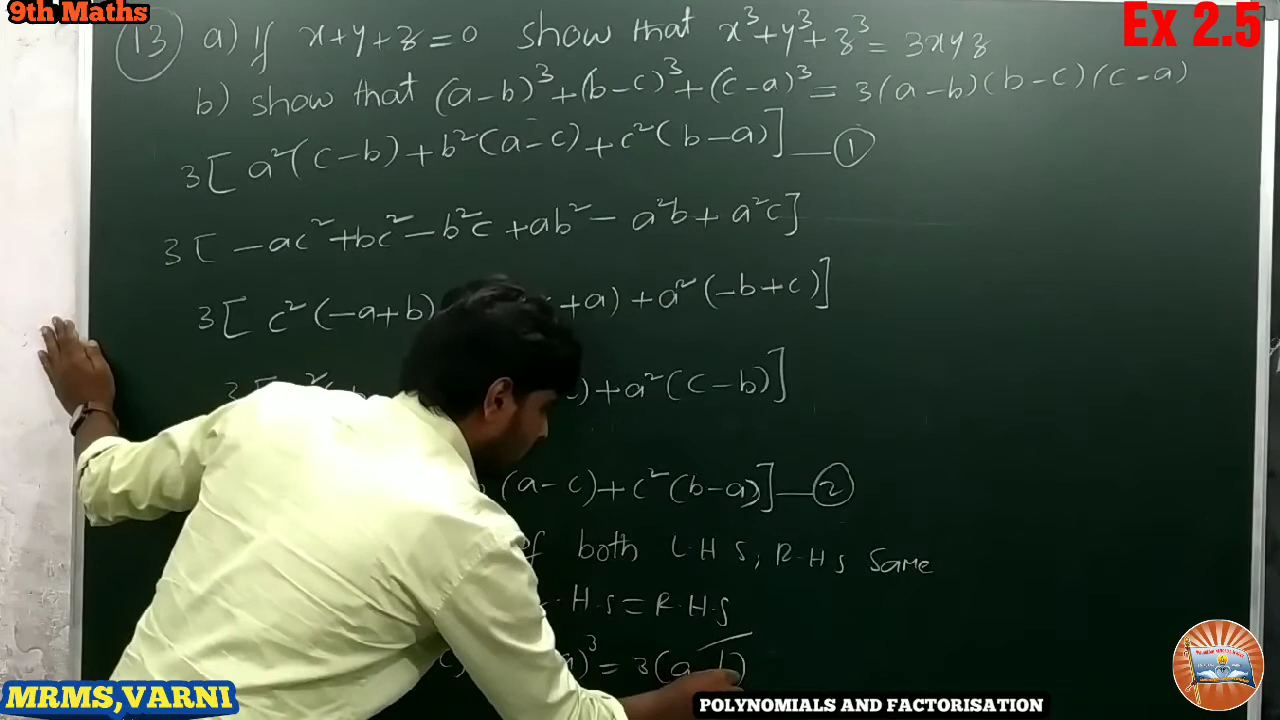 9th Maths
Ex 2.5
(13) a) If x+y+z=0 show that x³+y³+z³=3xyz
b) show that (a-b)³+(b-c)³+(c-a)³=3(a-b)(b-c)(c-a)
3[a²(c-b)+b²(a-c)+c²(b-a)]—①
3[-ac²+bc²-b²c+ab²-a²b+a²c]
3[c²(-a+b) +a)+a²(-b+c)]
)+a²(c-b)]
(a-c)+c²(b-a)]—②
of both L.H.S, R.H.S Same
.H.S=R.H.S
)³=3(a-b)
MRMS,VARNI
POLYNOMIALS AND FACTORISATION